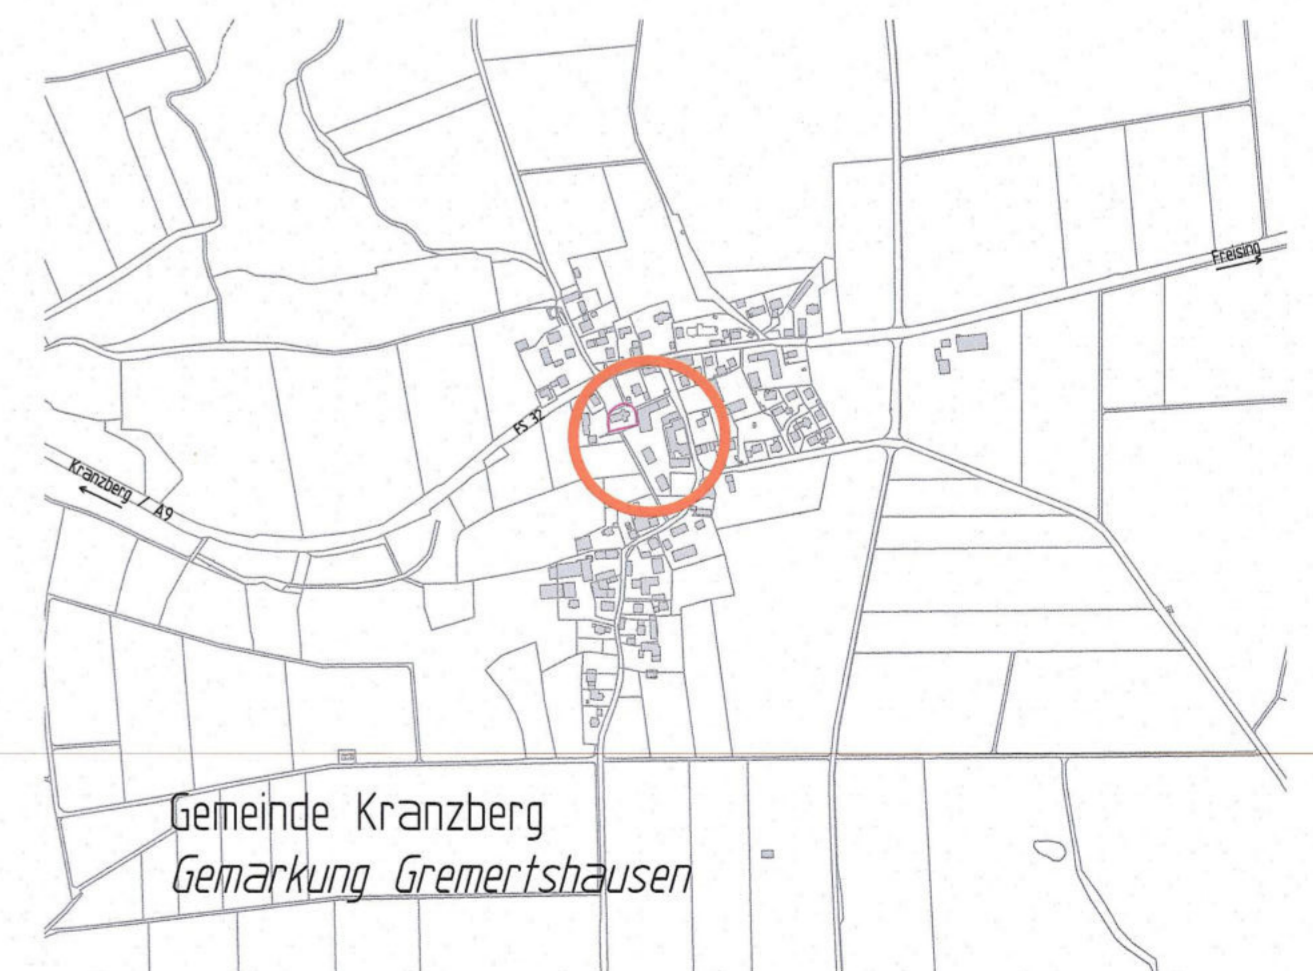 Freising
FS 32
Kranzberg / A9
Gemeinde Kranzberg
Gemarkung Gremertshausen